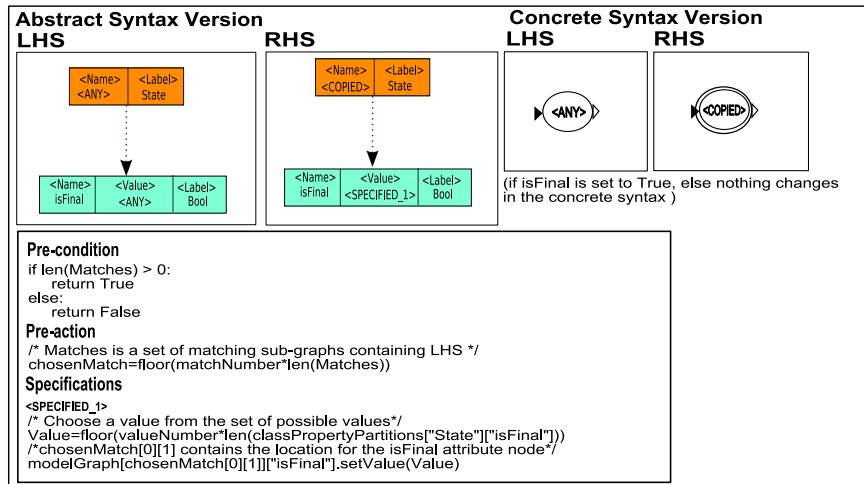 Abstract Syntax Version
Concrete Syntax Version
LHS
RHS
LHS
RHS
<Name> <Label>
<ANY> State
<Name> <Value> <Label>
isFinal <ANY> Bool
<Name> <Label>
<COPIED> State
<Name> <Value> <Label>
isFinal <SPECIFIED_1> Bool
<ANY>
<COPIED>
(if isFinal is set to True, else nothing changes
in the concrete syntax )
Pre-condition
if len(Matches) > 0:
return True
else:
return False
Pre-action
/* Matches is a set of matching sub-graphs containing LHS */
chosenMatch=floor(matchNumber*len(Matches))
Specifications
<SPECIFIED_1>
/* Choose a value from the set of possible values*/
Value=floor(valueNumber*len(classPropertyPartitions["State"]["isFinal"]))
/*chosenMatch[0][1] contains the location for the isFinal attribute node*/
modelGraph[chosenMatch[0][1]]["isFinal"].setValue(Value)